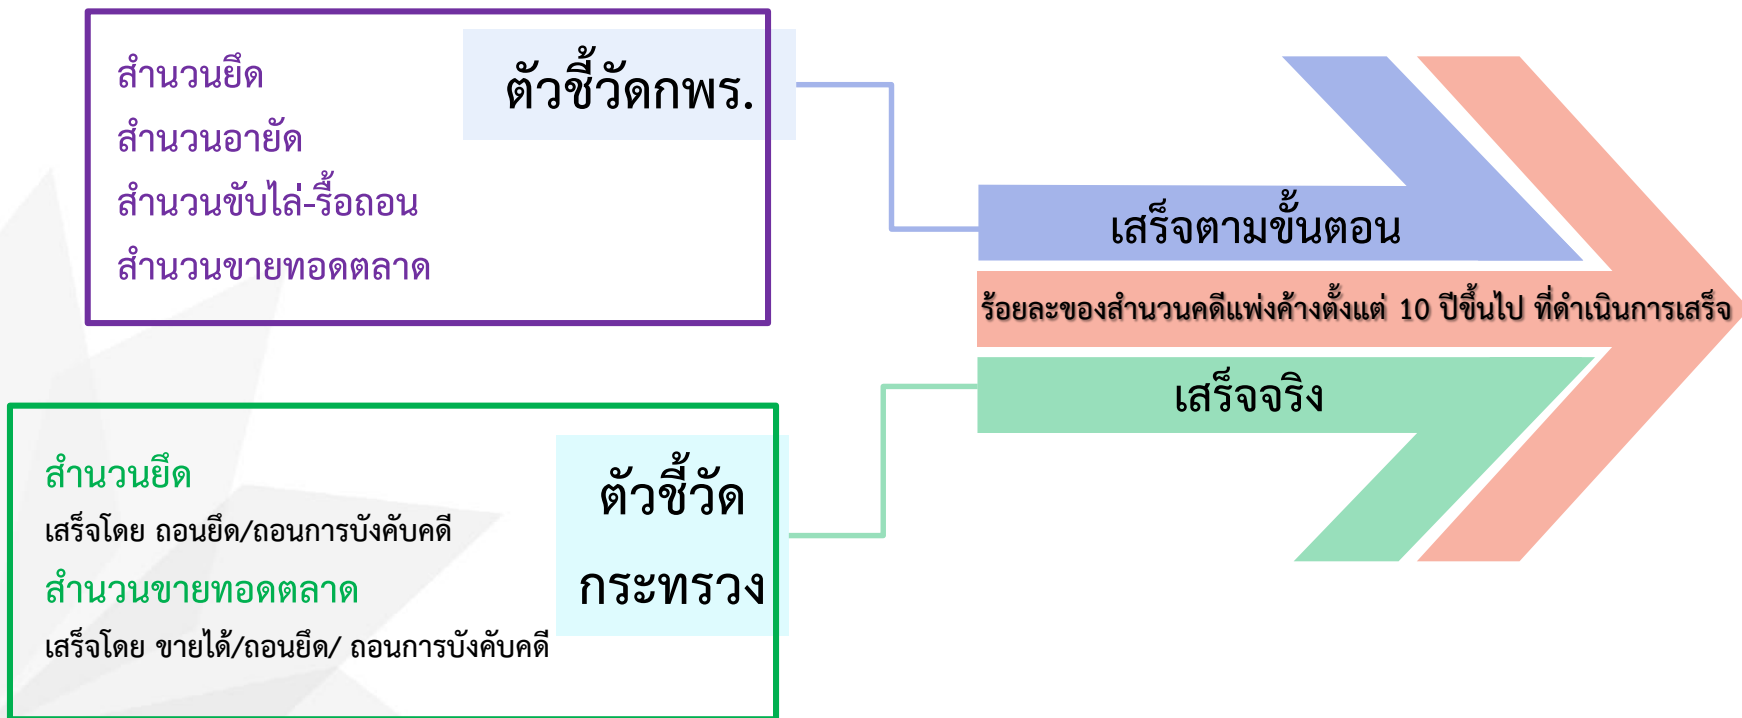 สำนวนยึด
สำนวนอายัด
สำนวนขับไล่-รื้อถอน
สำนวนขายทอดตลาด
ตัวชี้วัดกพร.
เสร็จตามขั้นตอน
ร้อยละของสำนวนคดีแพ่งค้างตั้งแต่ 10 ปีขึ้นไป ที่ดำเนินการเสร็จ
เสร็จจริง
สำนวนยึด
เสร็จโดย ถอนยึด/ถอนการบังคับคดี
สำนวนขายทอดตลาด
เสร็จโดย ขายได้/ถอนยึด/ ถอนการบังคับคดี
ตัวชี้วัด
กระทรวง